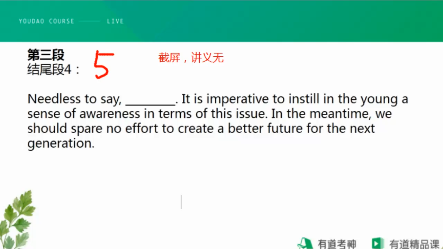 YOUDAO COURSE LIVE
第三段
结尾段4： 5
截屏，讲义无
Needless to say, ________. It is imperative to instill in the young a
sense of awareness in terms of this issue. In the meantime, we
should spare no effort to create a better future for the next
generation.
有道考神 有道精品课